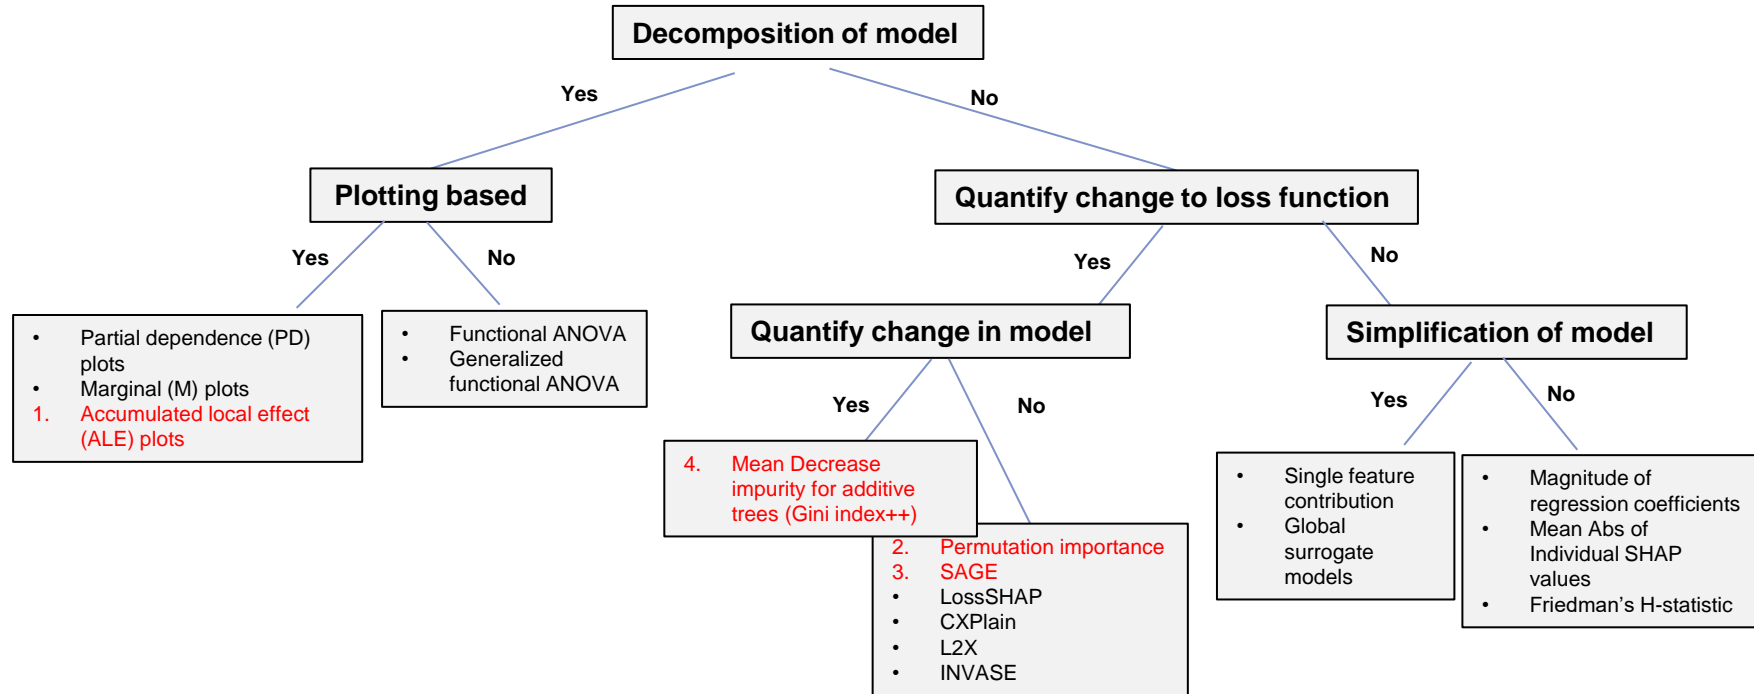 Decomposition of model
Yes
No
Plotting based
Quantify change to loss function
Yes
No
Yes
No
• Partial dependence (PD)
plots
• Marginal (M) plots
1. Accumulated local effect
(ALE) plots
• Functional ANOVA
• Generalized
functional ANOVA
Quantify change in model
Simplification of model
Yes
No
Yes
No
4. Mean Decrease
impurity for additive
trees (Gini index++)
2. Permutation importance
3. SAGE
• LossSHAP
• CXPlain
• L2X
• INVASE
• Single feature
contribution
• Global
surrogate
models
• Magnitude of
regression coefficients
• Mean Abs of
Individual SHAP
values
• Friedman's H-statistic